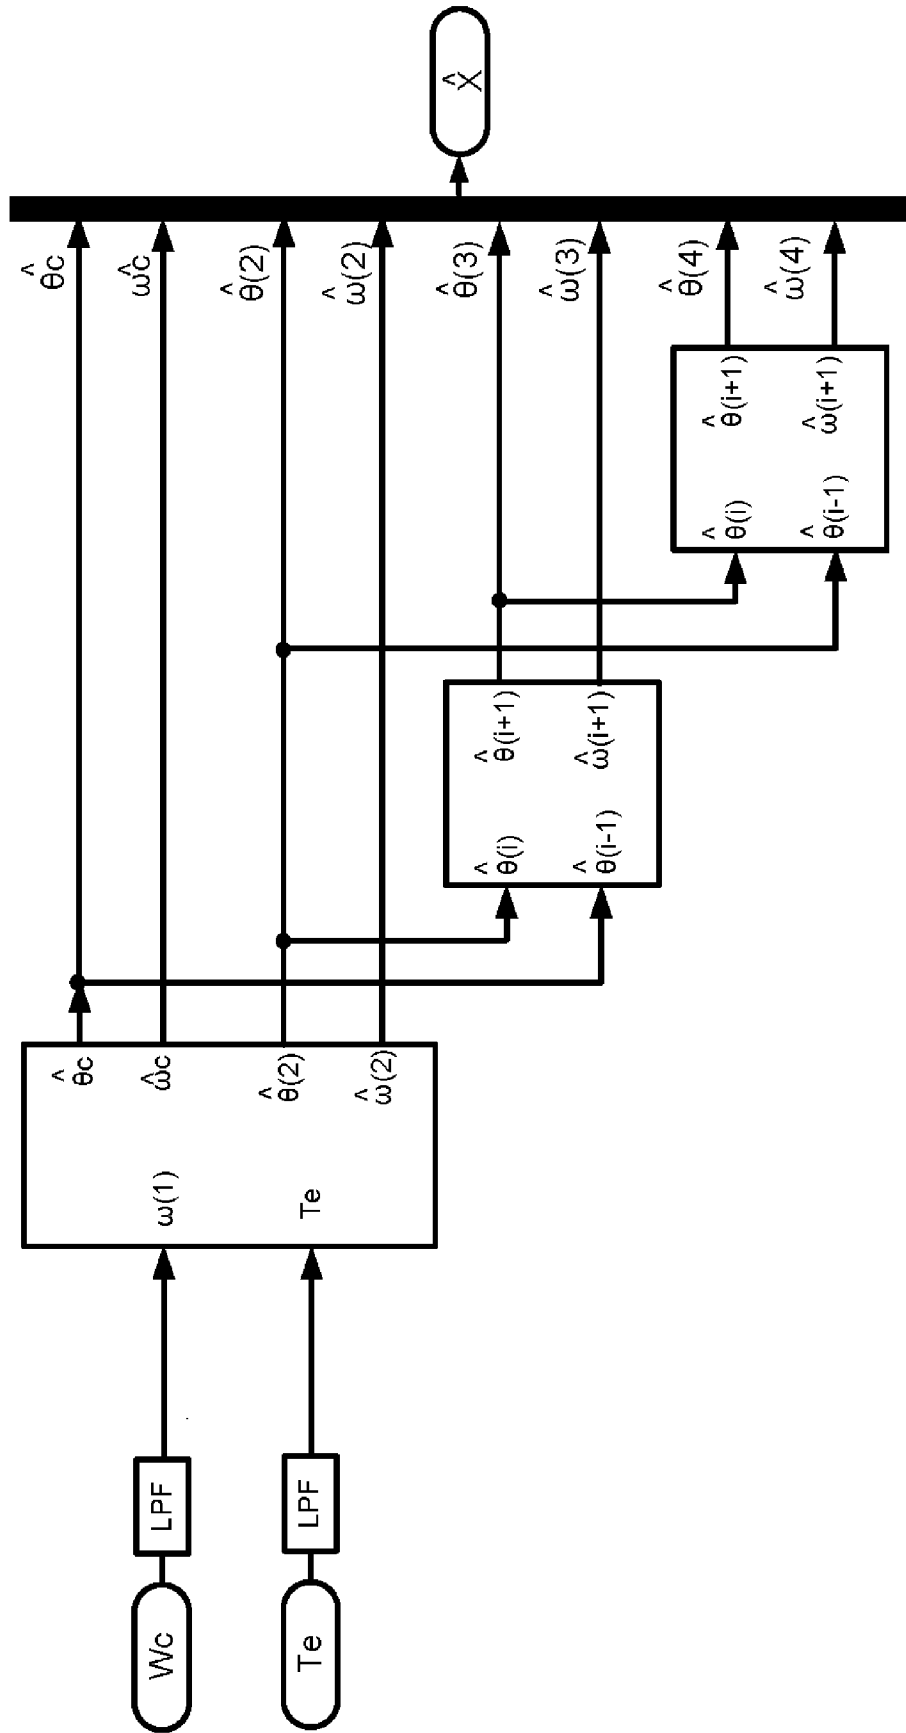 Wc
LPF
ω(1)
θ̂c
ω̂c
θ̂c
ω̂c
Te
LPF
Te
θ̂(2)
ω̂(2)
θ̂(2)
ω̂(2)
θ̂(i)
θ̂(i-1)
θ̂(i+1)
ω̂(i+1)
θ̂(3)
ω̂(3)
θ̂(i)
θ̂(i-1)
θ̂(i+1)
ω̂(i+1)
θ̂(4)
ω̂(4)
X̂